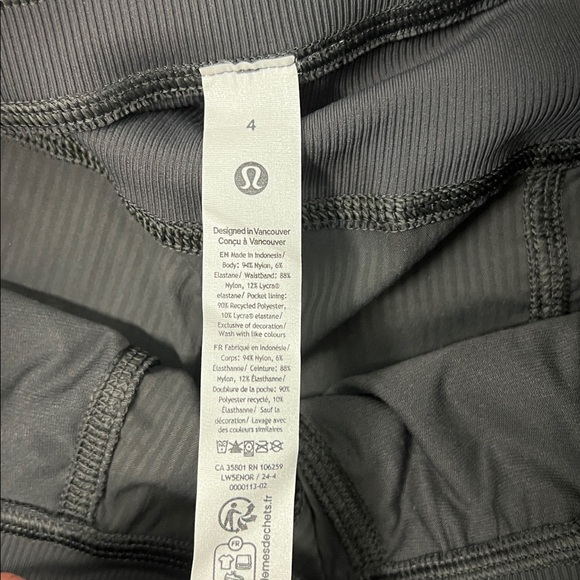 4
Designed in Vancouver
Conçu à Vancouver
EN Made in Indonesia/
Body: 94% Nylon, 6%
Elastane/ Waistband: 88%
Nylon, 12% Lycra®
elastane/ Pocket lining:
90% Recycled Polyester,
10% Lycra® elastane/
Exclusive of decoration/
Wash with like colours
FR Fabriqué en Indonésie/
Corps: 94% Nylon, 6%
Élasthanne/ Ceinture: 88%
Nylon, 12% Élasthanne/
Doublure de la poche: 90%
Polyester recyclé, 10%
Élasthanne/ Sauf la
décoration/ Lavage avec
des couleurs similaires
CA 35801 RN 106259
LW5ENOR / 24-4
0000113-02
FR
emesdechets.fr